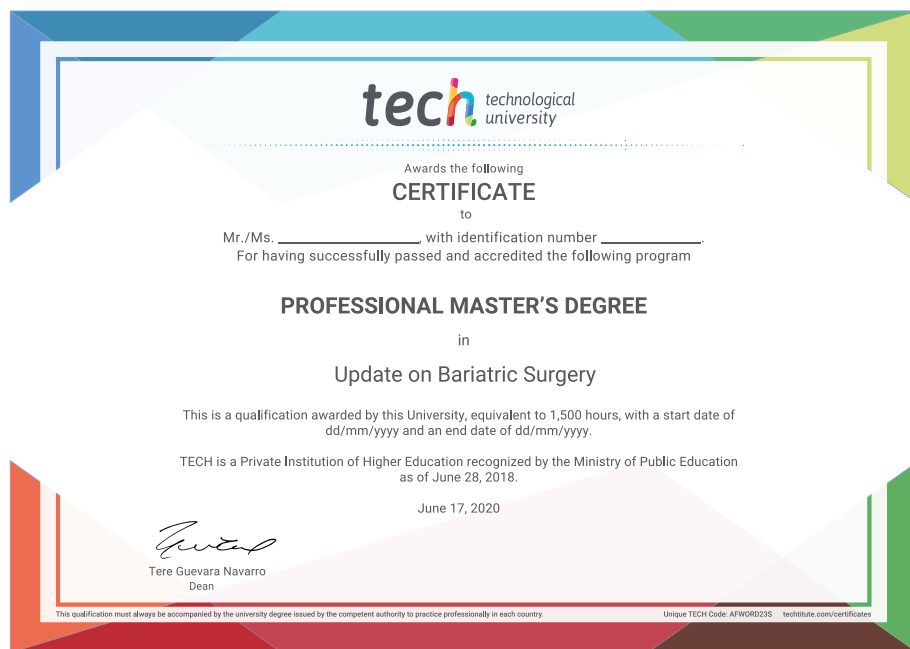 tech technological
university
Awards the following
CERTIFICATE
to
Mr./Ms. ________________, with identification number ____________.
For having successfully passed and accredited the following program
PROFESSIONAL MASTER'S DEGREE
in
Update on Bariatric Surgery
This is a qualification awarded by this University, equivalent to 1,500 hours, with a start date of
dd/mm/yyyy and an end date of dd/mm/yyyy.
TECH is a Private Institution of Higher Education recognized by the Ministry of Public Education
as of June 28, 2018.
June 17, 2020
Tere Guevara Navarro
Dean
This qualification must always be accompanied by the university degree issued by the competent authority to practice professionally in each country.
Unique TECH Code: AFWORD23S techtitute.com/certificates